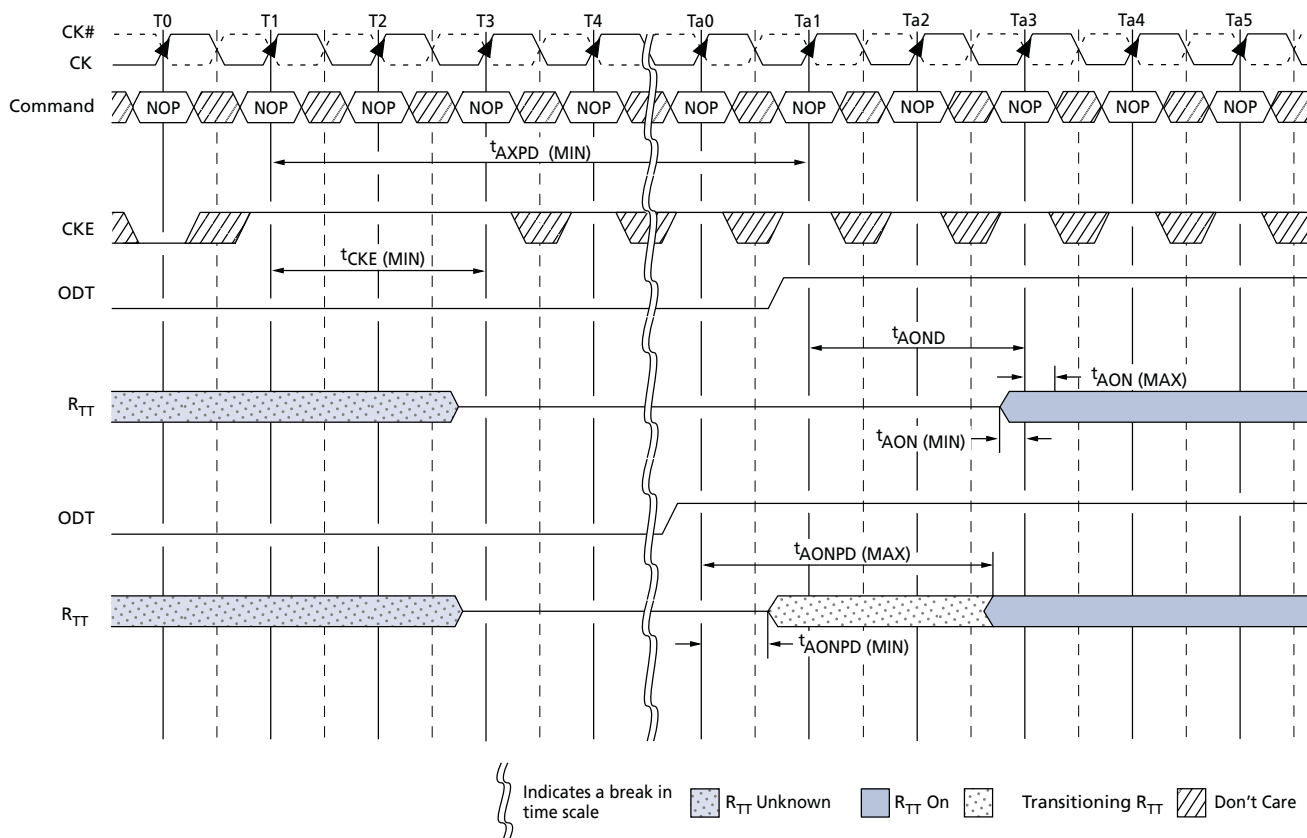 T0 T1 T2 T3 T4 Ta0 Ta1 Ta2 Ta3 Ta4 Ta5
CK#
CK
Command NOP NOP NOP NOP NOP NOP NOP NOP NOP NOP NOP
tAXPD (MIN)
CKE
tCKE (MIN)
ODT
tAOND
tAON (MAX)
RTT
tAON (MIN)
ODT
tAONPD (MAX)
RTT
tAONPD (MIN)
Indicates a break in
time scale
RTT Unknown
RTT On
Transitioning RTT
Don't Care